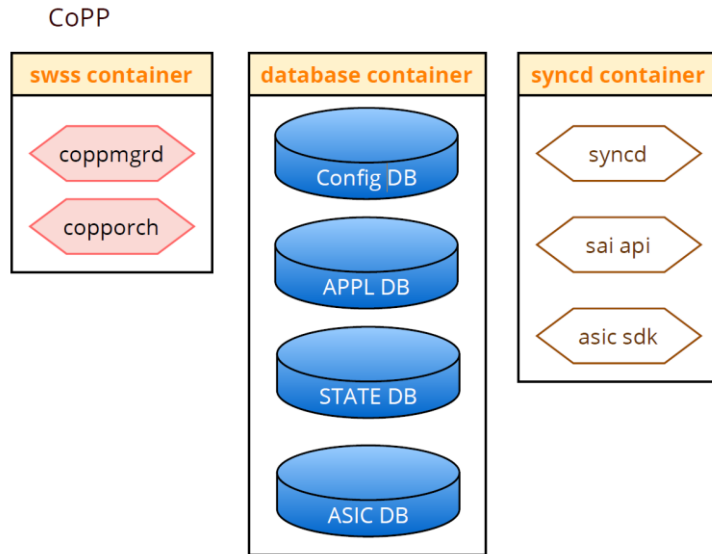 CoPP
swss container
coppmgrd
copporch
database container
Config DB
APPL DB
STATE DB
ASIC DB
syncd container
syncd
sai api
asic sdk